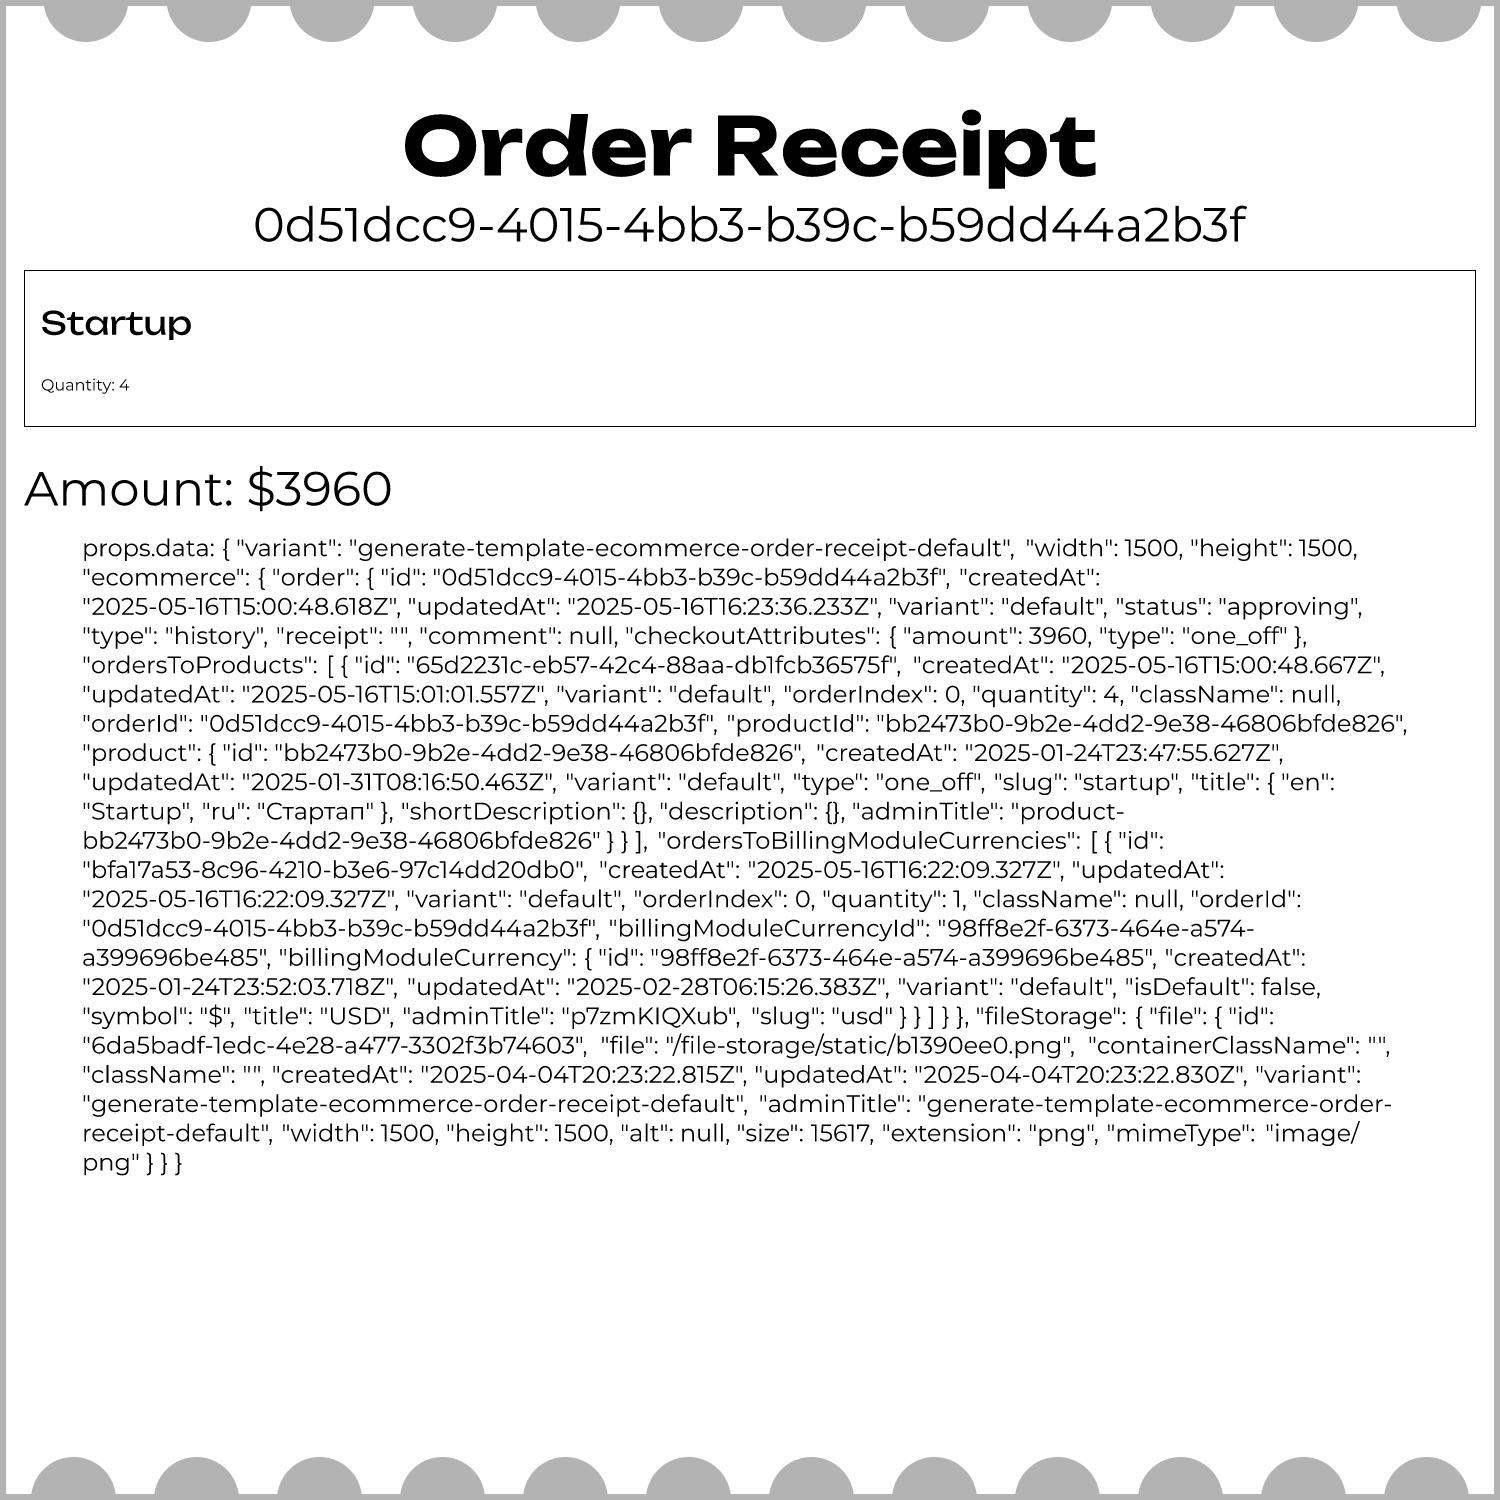 Order Receipt
0d51dcc9-4015-4bb3-b39c-b59dd44a2b3f
Startup
Quantity: 4
Amount: $3960
props.data: { "variant": "generate-template-ecommerce-order-receipt-default", "width": 1500, "height": 1500,
"ecommerce": { "order": { "id": "0d51dcc9-4015-4bb3-b39c-b59dd44a2b3f", "createdAt":
"2025-05-16T15:00:48.618Z", "updatedAt": "2025-05-16T16:23:36.233Z", "variant": "default", "status": "approving",
"type": "history", "receipt": "", "comment": null, "checkoutAttributes": { "amount": 3960, "type": "one_off" },
"ordersToProducts": [ { "id": "65d2231c-eb57-42c4-88aa-db1fcb36575f", "createdAt": "2025-05-16T15:00:48.667Z",
"updatedAt": "2025-05-16T15:01:01.557Z", "variant": "default", "orderIndex": 0, "quantity": 4, "className": null,
"orderId": "0d51dcc9-4015-4bb3-b39c-b59dd44a2b3f", "productId": "bb2473b0-9b2e-4dd2-9e38-46806bfde826",
"product": { "id": "bb2473b0-9b2e-4dd2-9e38-46806bfde826", "createdAt": "2025-01-24T23:47:55.627Z",
"updatedAt": "2025-01-31T08:16:50.463Z", "variant": "default", "type": "one_off", "slug": "startup", "title": { "en":
"Startup", "ru": "Стартап" }, "shortDescription": {}, "description": {}, "adminTitle": "product-
bb2473b0-9b2e-4dd2-9e38-46806bfde826" } } ], "ordersToBillingModuleCurrencies": [ { "id":
"bfa17a53-8c96-4210-b3e6-97c14dd20db0", "createdAt": "2025-05-16T16:22:09.327Z", "updatedAt":
"2025-05-16T16:22:09.327Z", "variant": "default", "orderIndex": 0, "quantity": 1, "className": null, "orderId":
"0d51dcc9-4015-4bb3-b39c-b59dd44a2b3f", "billingModuleCurrencyId": "98ff8e2f-6373-464e-a574-
a399696be485", "billingModuleCurrency": { "id": "98ff8e2f-6373-464e-a574-a399696be485", "createdAt":
"2025-01-24T23:52:03.718Z", "updatedAt": "2025-02-28T06:15:26.383Z", "variant": "default", "isDefault": false,
"symbol": "$", "title": "USD", "adminTitle": "p7zmKIQXub", "slug": "usd" } } ] } }, "fileStorage": { "file": { "id":
"6da5badf-1edc-4e28-a477-3302f3b74603", "file": "/file-storage/static/b1390ee0.png", "containerClassName": "",
"className": "", "createdAt": "2025-04-04T20:23:22.815Z", "updatedAt": "2025-04-04T20:23:22.830Z", "variant":
"generate-template-ecommerce-order-receipt-default", "adminTitle": "generate-template-ecommerce-order-
receipt-default", "width": 1500, "height": 1500, "alt": null, "size": 15617, "extension": "png", "mimeType": "image/
png" } } }